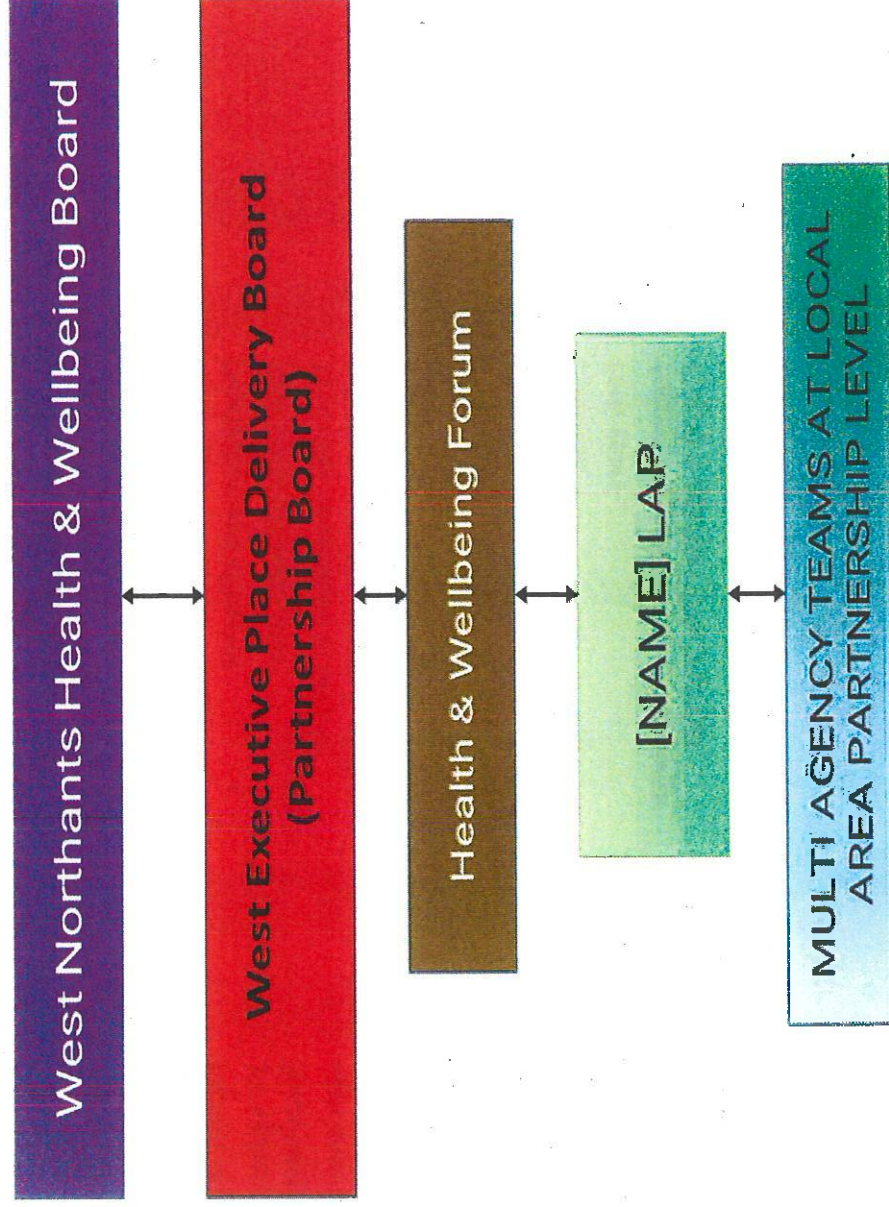 West Northants Health & Wellbeing Board
West Executive Place Delivery Board
(Partnership Board)
Health & Wellbeing Forum
[NAME] LAP
MULTI AGENCY TEAMS AT LOCAL
AREA PARTNERSHIP LEVEL